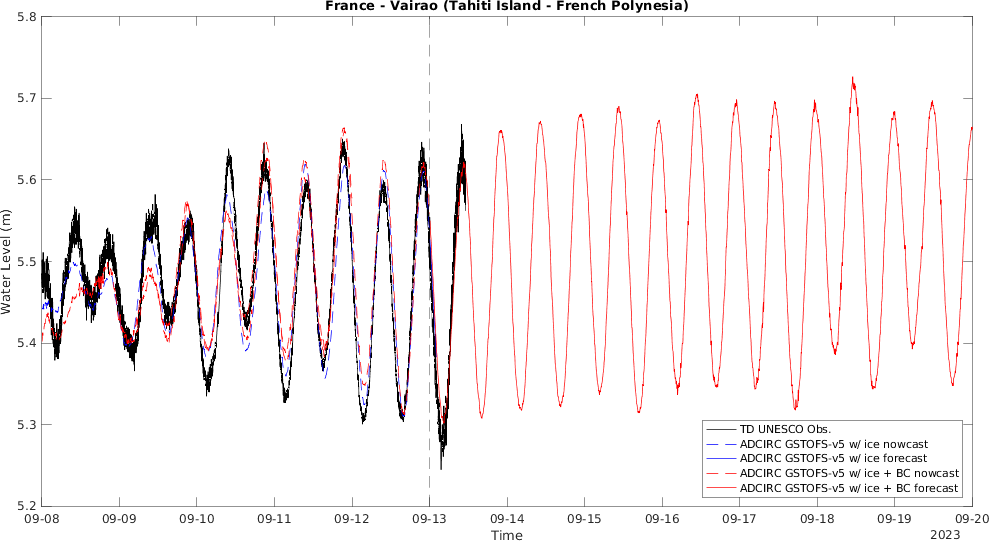 France - Vairao (Tahiti Island - French Polynesia)
5.8
5.7
5.6
5.5
5.4
5.3
5.2
Water Level (m)
TD UNESCO Obs.
ADCIRC GSTOFS-v5 w/ ice nowcast
ADCIRC GSTOFS-v5 w/ ice forecast
ADCIRC GSTOFS-v5 w/ ice + BC nowcast
ADCIRC GSTOFS-v5 w/ ice + BC forecast
09-08 09-09 09-10 09-11 09-12 09-13 09-14 09-15 09-16 09-17 09-18 09-19 09-20
Time
2023